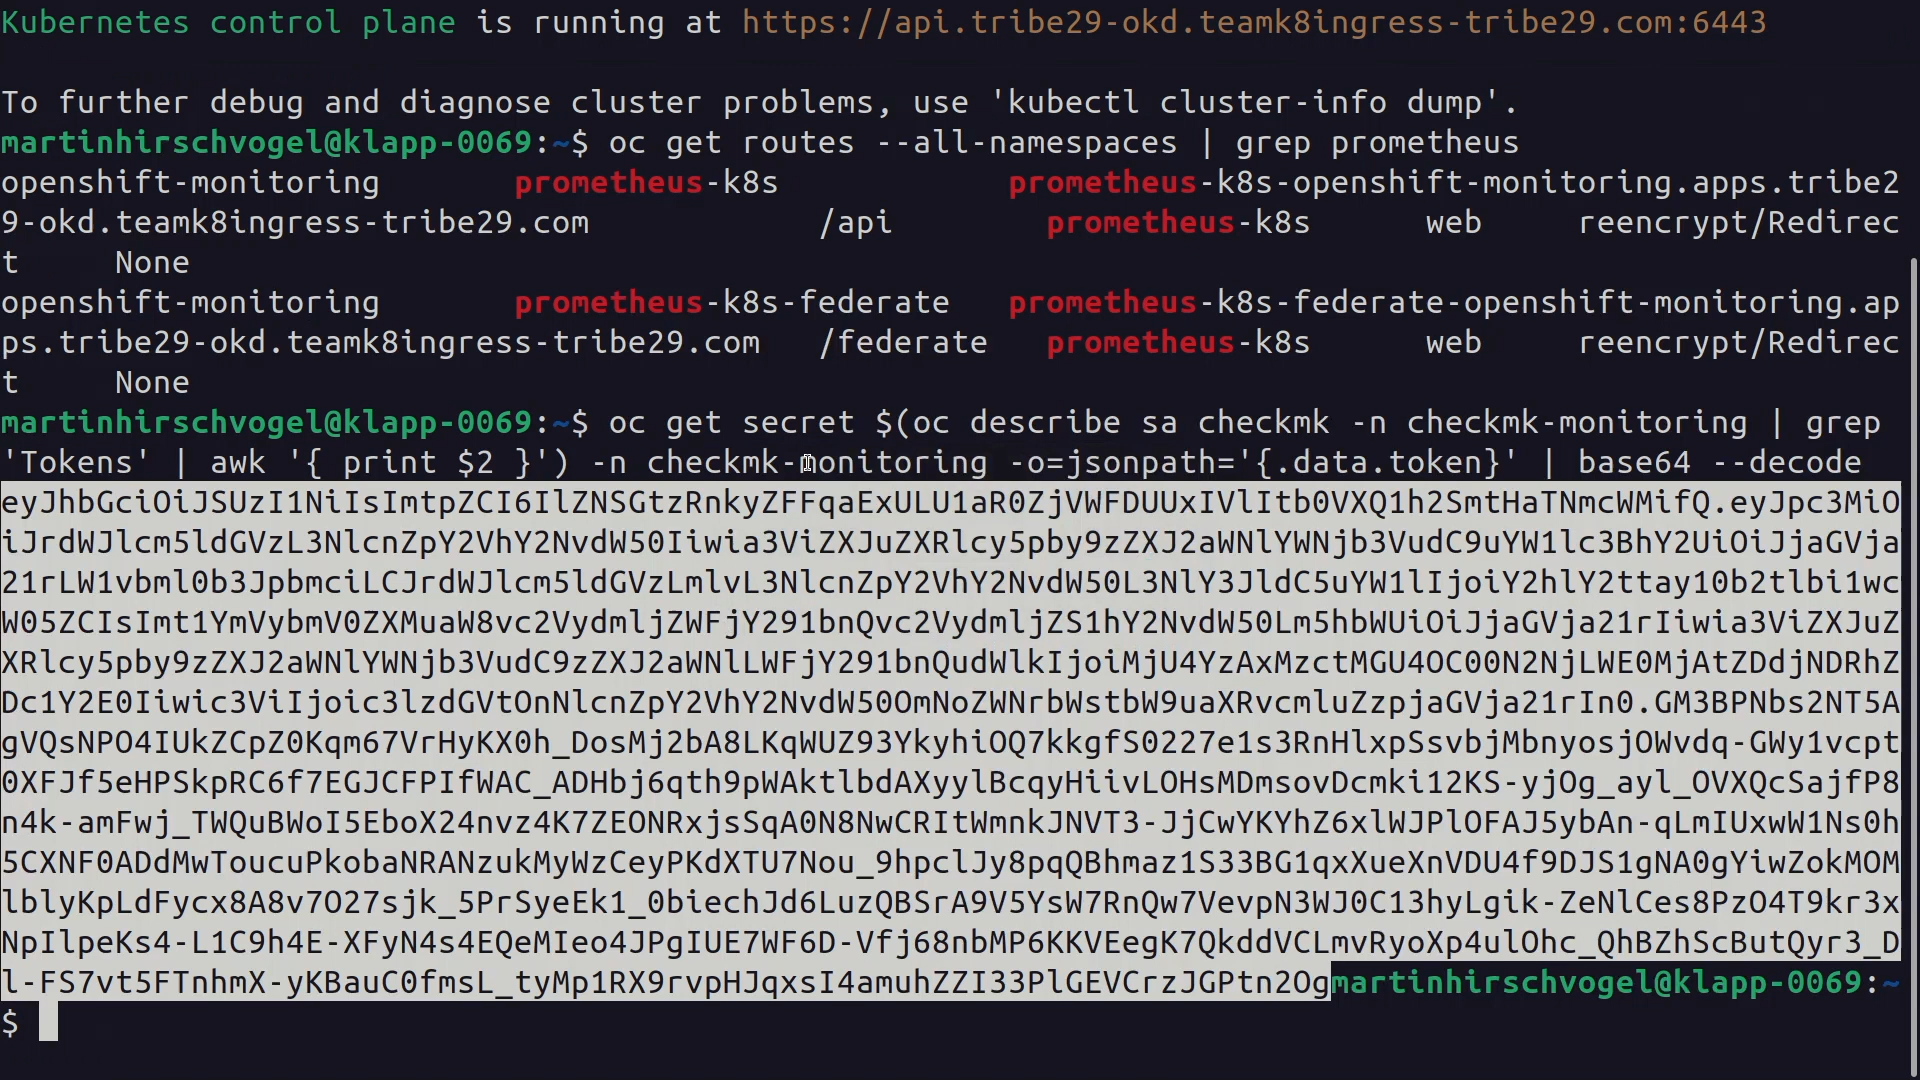 Kubernetes control plane is running at https://api.tribe29-okd.teamk8ingress-tribe29.com:6443
To further debug and diagnose cluster problems, use 'kubectl cluster-info dump'.
martinhirschvogel@klapp-0069:~$ oc get routes --all-namespaces | grep prometheus
openshift-monitoring       prometheus-k8s            prometheus-k8s-openshift-monitoring.apps.tribe2
9-okd.teamk8ingress-tribe29.com            /api        prometheus-k8s      web     reencrypt/Redirec
t     None
openshift-monitoring       prometheus-k8s-federate   prometheus-k8s-federate-openshift-monitoring.ap
ps.tribe29-okd.teamk8ingress-tribe29.com   /federate   prometheus-k8s      web     reencrypt/Redirec
t     None
martinhirschvogel@klapp-0069:~$ oc get secret $(oc describe sa checkmk -n checkmk-monitoring | grep
'Tokens' | awk '{ print $2 }') -n checkmk-monitoring -o=jsonpath='{.data.token}' | base64 --decode
eyJhbGciOiJSUzI1NiIsImtpZCI6IlZNSGtzRnkyZFFqaExULU1aR0ZjVWFDUUxIVlItb0VXQ1h2SmtHaTNmcWMifQ.eyJpc3MiO
iJrdWJlcm5ldGVzL3NlcnZpY2VhY2NvdW50Iiwia3ViZXJuZXRlcy5pby9zZXJ2aWNlYWNjb3VudC9uYW1lc3BhY2UiOiJjaGVja
21rLW1vbml0b3JpbmciLCJrdWJlcm5ldGVzLmlvL3NlcnZpY2VhY2NvdW50L3NlY3JldC5uYW1lIjoiY2hlY2ttay10b2tlbi1wc
W05ZCIsImt1YmVybmV0ZXMuaW8vc2VydmljZWFjY291bnQvc2VydmljZS1hY2NvdW50Lm5hbWUiOiJjaGVja21rIiwia3ViZXJuZ
XRlcy5pby9zZXJ2aWNlYWNjb3VudC9zZXJ2aWNlLWFjY291bnQudWlkIjoiMjU4YzAxMzctMGU4OC00N2NjLWE0MjAtZDdjNDRhZ
Dc1Y2E0Iiwic3ViIjoic3lzdGVtOnNlcnZpY2VhY2NvdW50OmNoZWNrbWstbW9uaXRvcmluZzpjaGVja21rIn0.GM3BPNbs2NT5A
gVQsNPO4IUkZCpZ0Kqm67VrHyKX0h_DosMj2bA8LKqWUZ93YkyhiOQ7kkgfS0227e1s3RnHlxpSsvbjMbnyosjOWvdq-GWy1vcpt
0XFJf5eHPSkpRC6f7EGJCFPIfWAC_ADHbj6qth9pWAktlbdAXyylBcqyHiivLOHsMDmsovDcmki12KS-yjOg_ayl_OVXQcSajfP8
n4k-amFwj_TWQuBWoI5EboX24nvz4K7ZEONRxjsSqA0N8NwCRItWmnkJNVT3-JjCwYKYhZ6xlWJPlOFAJ5ybAn-qLmIUxwW1Ns0h
5CXNF0ADdMwToucuPkobaNRANzukMyWzCeyPKdXTU7Nou_9hpclJy8pqQBhmaz1S33BG1qxXueXnVDU4f9DJS1gNA0gYiwZokMOM
lblyKpLdFycx8A8v7O27sjk_5PrSyeEk1_0biechJd6LuzQBSrA9V5YsW7RnQw7VevpN3WJ0C13hyLgik-ZeNlCes8PzO4T9kr3x
NpIlpeKs4-L1C9h4E-XFyN4s4EQeMIeo4JPgIUE7WF6D-Vfj68nbMP6KKVEegK7QkddVCLmvRyoXp4ulOhc_QhBZhScButQyr3_D
l-FS7vt5FTnhmX-yKBauC0fmsL_tyMp1RX9rvpHJqxsI4amuhZZI33PlGEVCrzJGPtn2Ogmartinhirschvogel@klapp-0069:~
$